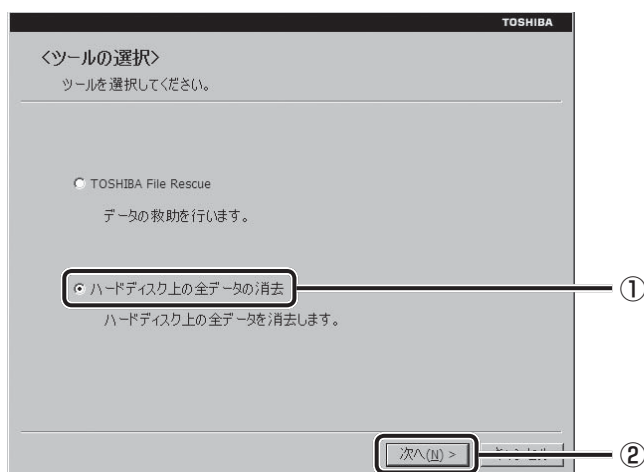 TOSHIBA
<ツールの選択>
ツールを選択してください。
TOSHIBA File Rescue
データの救助を行います。
ハードディスク上の全データの消去
①
ハードディスク上の全データを消去します。
次へ(N) >
②